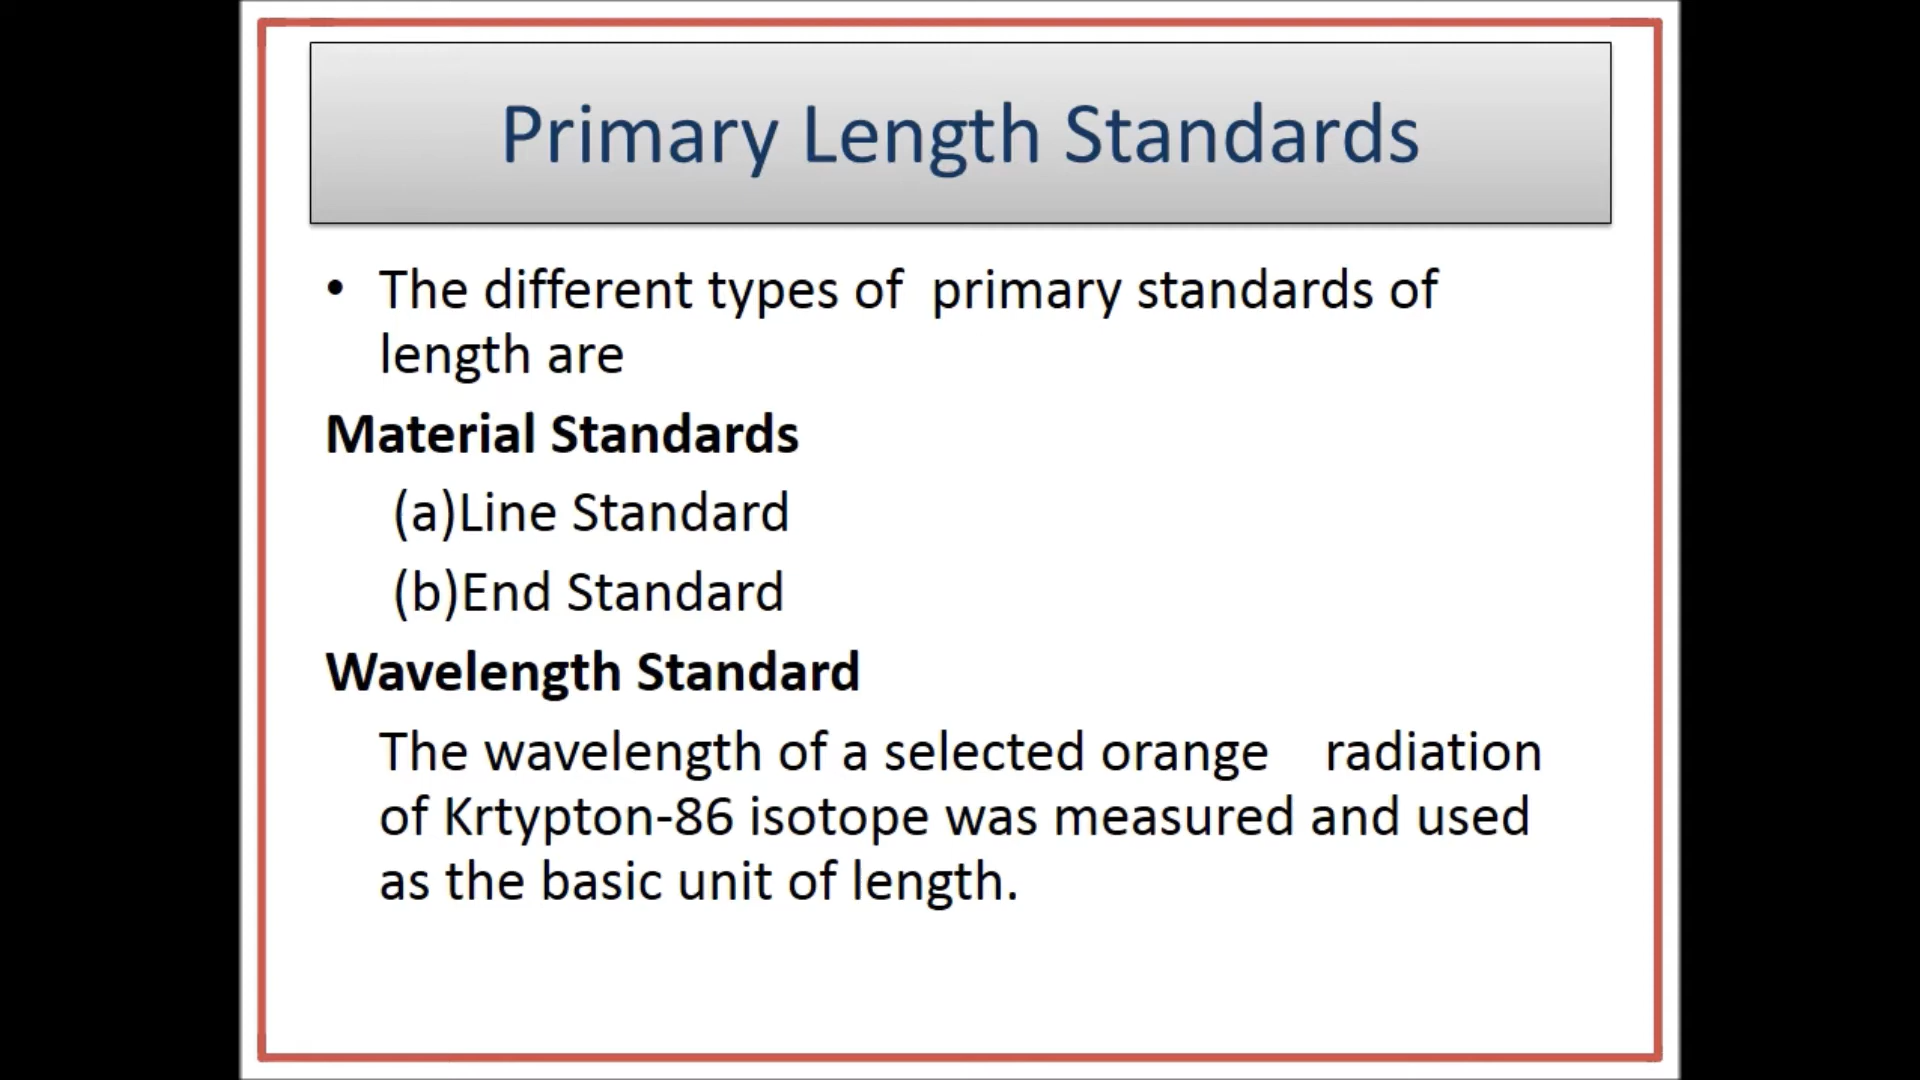 Primary Length Standards
• The different types of  primary standards of
length are
Material Standards
(a)Line Standard
(b)End Standard
Wavelength Standard
The wavelength of a selected orange    radiation
of Krtypton-86 isotope was measured and used
as the basic unit of length.